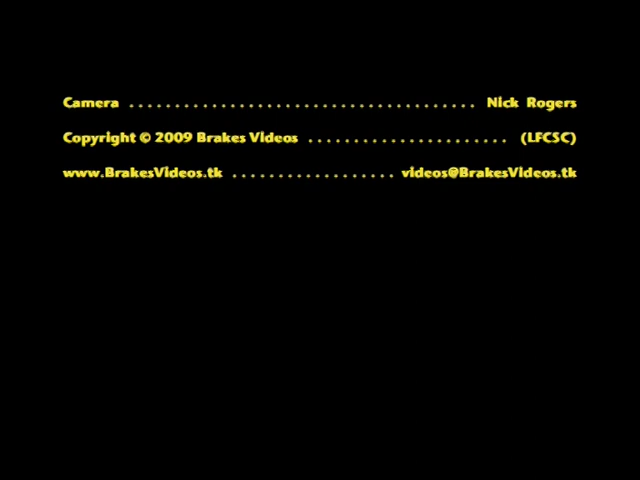 Camera ...................................... Nick Rogers
Copyright © 2009 Brakes Videos ...................... (LFCSC)
www.BrakesVideos.tk .................. videos@BrakesVideos.tk